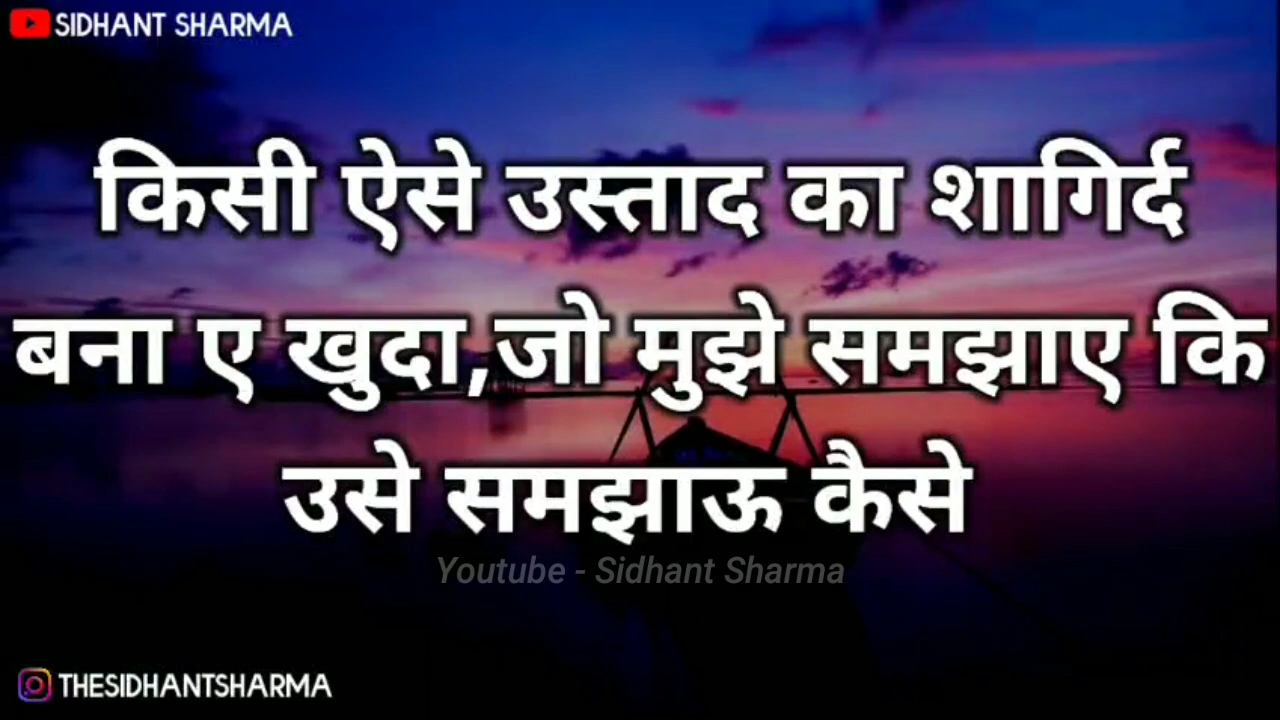 SIDHANT SHARMA
किसी ऐसे उस्ताद का शागिर्द
बना ए खुदा,जो मुझे समझाए कि
उसे समझाऊ कैसे
Youtube - Sidhant Sharma
THESIDHANTSHARMA